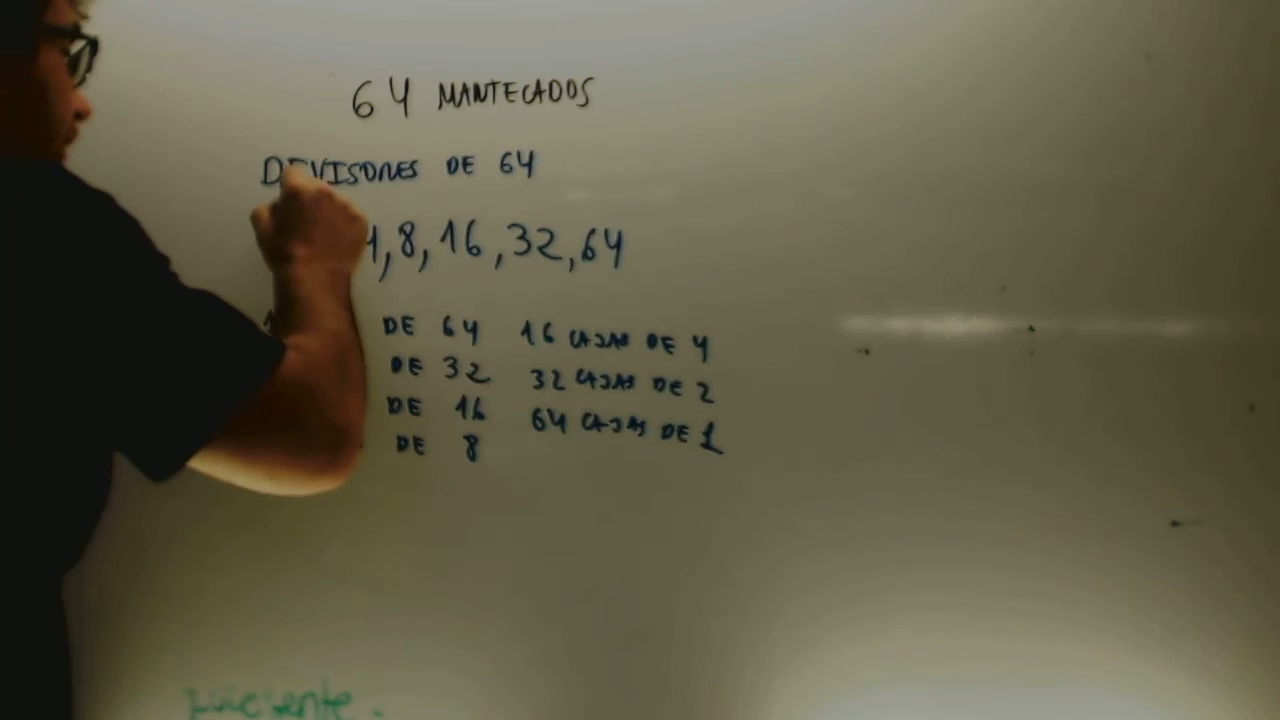 64 MANTECADOS
DIVISORES DE 64
4, 8, 16, 32, 64
DE 64 16 CAJAS DE 4
DE 32 32 CAJAS DE 2
DE 16 64 CAJAS DE 1
DE 8